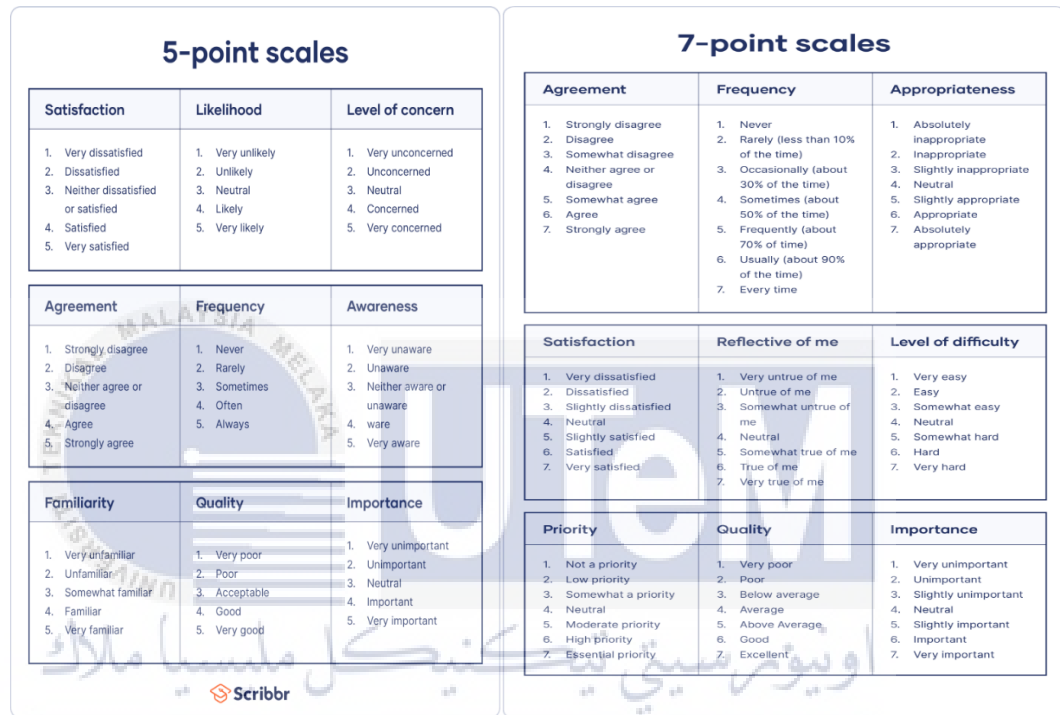 5-point scales
Satisfaction
1. Very dissatisfied
2. Dissatisfied
3. Neither dissatisfied
or satisfied
4. Satisfied
5. Very satisfied
Likelihood
1. Very unlikely
2. Unlikely
3. Neutral
4. Likely
5. Very likely
Level of concern
1. Very unconcerned
2. Unconcerned
3. Neutral
4. Concerned
5. Very concerned
Agreement
1. Strongly disagree
2. Disagree
3. Neither agree or
disagree
4. Agree
5. Strongly agree
Frequency
1. Never
2. Rarely
3. Sometimes
4. Often
5. Always
Awareness
1. Very unaware
2. Unaware
3. Neither aware or
unaware
4. ware
5. Very aware
Familiarity
1. Very unfamiliar
2. Unfamiliar
3. Somewhat familiar
4. Familiar
5. Very familiar
Quality
1. Very poor
2. Poor
3. Acceptable
4. Good
5. Very good
Importance
1. Very unimportant
2. Unimportant
3. Neutral
4. Important
5. Very important
Scribbr
7-point scales
Agreement
1. Strongly disagree
2. Disagree
3. Somewhat disagree
4. Neither agree or
disagree
5. Somewhat agree
6. Agree
7. Strongly agree
Frequency
1. Never
2. Rarely (less than 10%
of the time)
3. Occasionally (about
30% of the time)
4. Sometimes (about
50% of the time)
5. Frequently (about
70% of time)
6. Usually (about 90%
of the time)
7. Every time
Appropriateness
1. Absolutely
inappropriate
2. Inappropriate
3. Slightly inappropriate
4. Neutral
5. Slightly appropriate
6. Appropriate
7. Absolutely
appropriate
Satisfaction
1. Very dissatisfied
2. Dissatisfied
3. Slightly dissatisfied
4. Neutral
5. Slightly satisfied
6. Satisfied
7. Very satisfied
Reflective of me
1. Very untrue of me
2. Untrue of me
3. Somewhat untrue of
me
4. Neutral
5. Somewhat true of me
6. True of me
7. Very true of me
Level of difficulty
1. Very easy
2. Easy
3. Somewhat easy
4. Neutral
5. Somewhat hard
6. Hard
7. Very hard
Priority
1. Not a priority
2. Low priority
3. Somewhat a priority
4. Neutral
5. Moderate priority
6. High priority
7. Essential priority
Quality
1. Very poor
2. Poor
3. Below average
4. Average
5. Above Average
6. Good
7. Excellent
Importance
1. Very unimportant
2. Unimportant
3. Slightly unimportant
4. Neutral
5. Slightly important
6. Important
7. Very important
UNIVERSITI TEKNIKAL MALAYSIA MELAKA
UTeM
اونيۏرسيتي تيكنيكل مليسيا ملاك